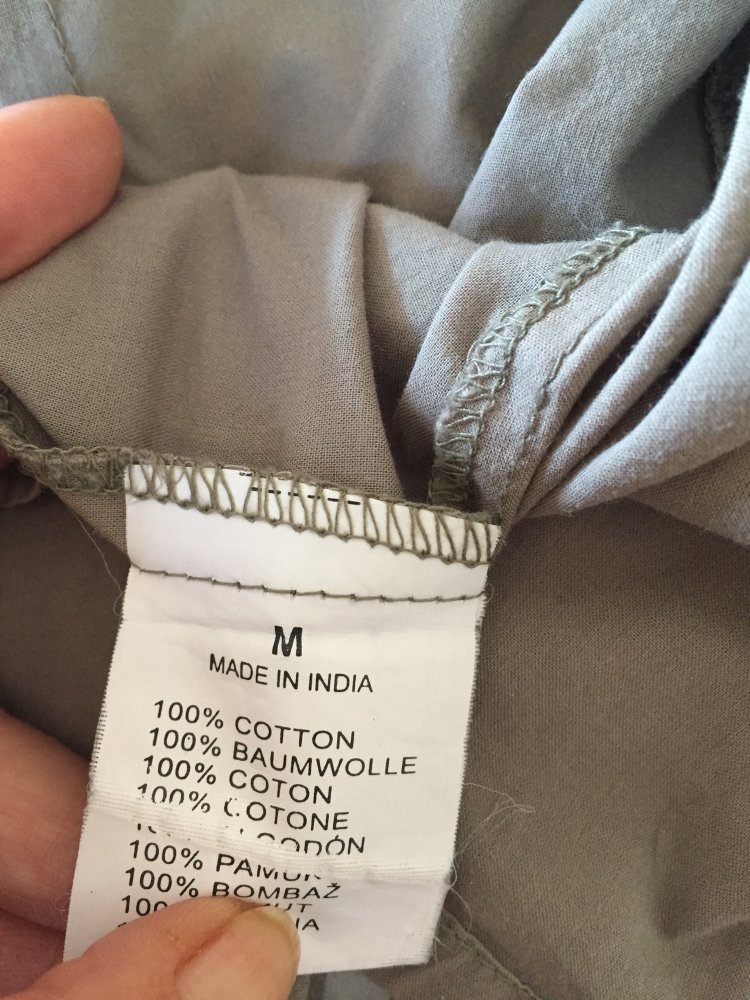 M
MADE IN INDIA
100% COTTON
100% BAUMWOLLE
100% COTON
100% COTONE
100% PAMUK
100% BOMBAŽ